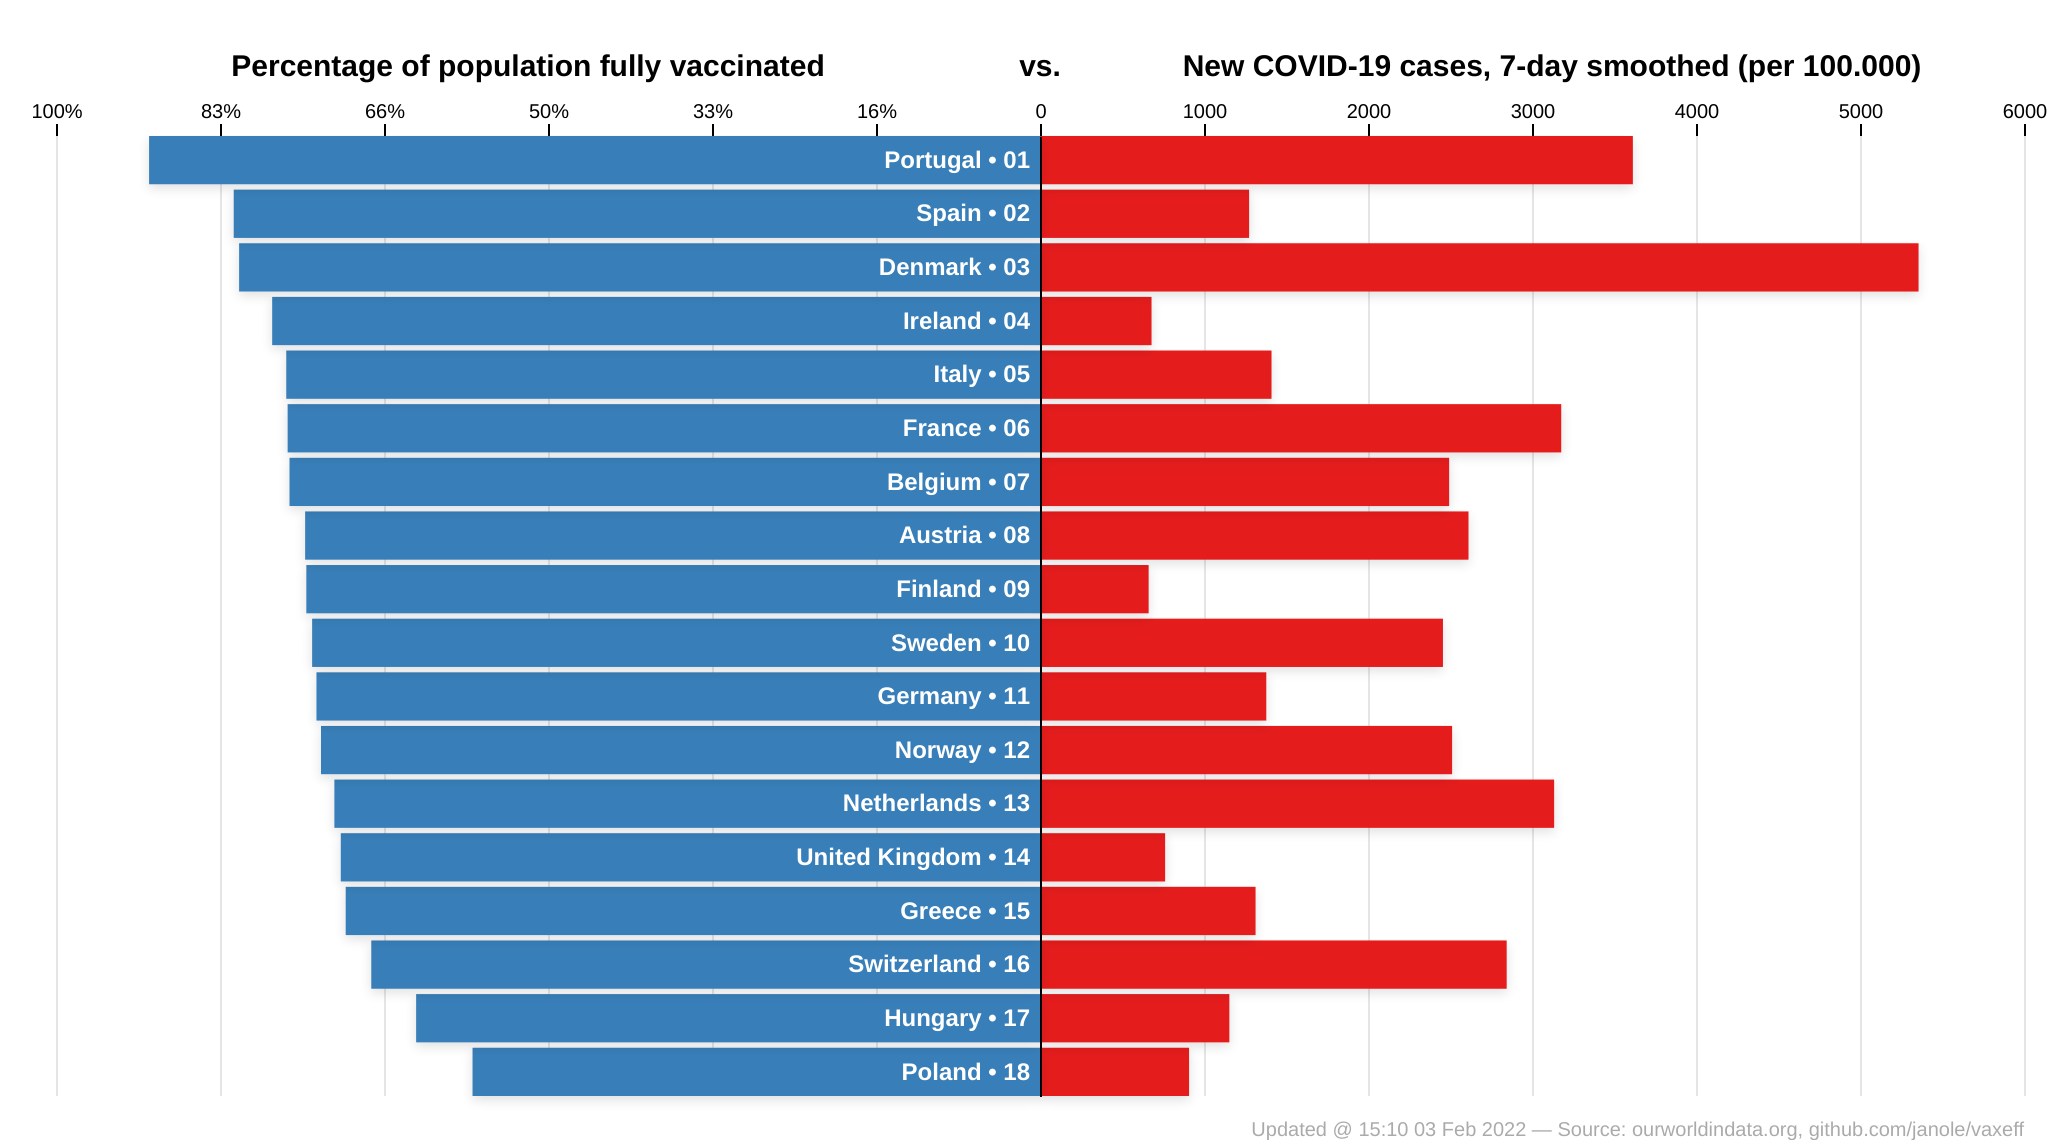 Percentage of population fully vaccinated vs. New COVID-19 cases, 7-day smoothed (per 100.000)
100% 83% 66% 50% 33% 16% 0 1000 2000 3000 4000 5000 6000
Portugal • 01
Spain • 02
Denmark • 03
Ireland • 04
Italy • 05
France • 06
Belgium • 07
Austria • 08
Finland • 09
Sweden • 10
Germany • 11
Norway • 12
Netherlands • 13
United Kingdom • 14
Greece • 15
Switzerland • 16
Hungary • 17
Poland • 18
Updated @ 15:10 03 Feb 2022 — Source: ourworldindata.org, github.com/janole/vaxeff